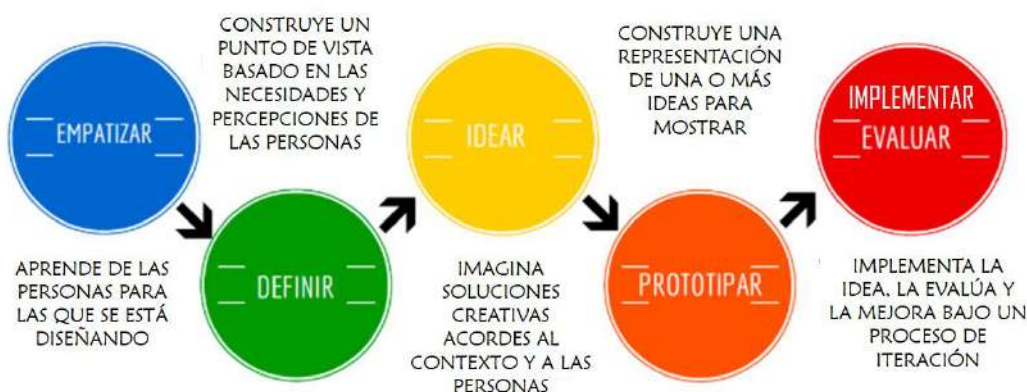 EMPATIZAR
APRENDE DE LAS
PERSONAS PARA
LAS QUE SE ESTÁ
DISEÑANDO
CONSTRUYE UN
PUNTO DE VISTA
BASADO EN LAS
NECESIDADES Y
PERCEPCIONES DE
LAS PERSONAS
DEFINIR
IDEAR
IMAGINA
SOLUCIONES
CREATIVAS
ACORDES AL
CONTEXTO Y A LAS
PERSONAS
CONSTRUYE UNA
REPRESENTACIÓN
DE UNA O MÁS
IDEAS PARA
MOSTRAR
PROTOTIPAR
IMPLEMENTAR
EVALUAR
IMPLEMENTA LA
IDEA, LA EVALÚA Y
LA MEJORA BAJO UN
PROCESO DE
ITERACIÓN